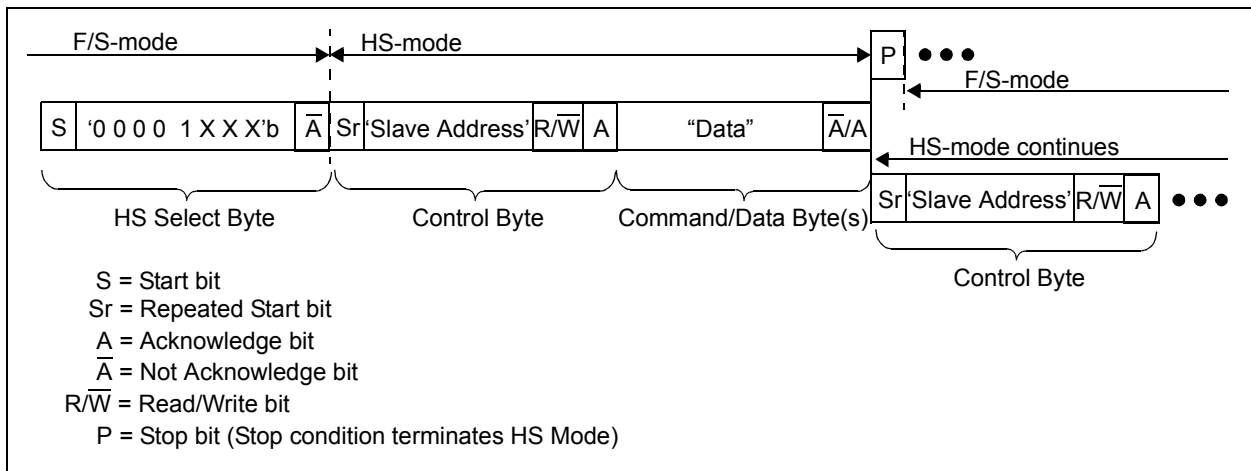 F/S-mode
HS-mode
P •••
F/S-mode
S '0 0 0 0 1 X X X'b A̅ Sr 'Slave Address' R/W̅ A "Data" A̅/A
HS-mode continues
Sr 'Slave Address' R/W̅ A •••
HS Select Byte
Control Byte
Command/Data Byte(s)
Control Byte
S = Start bit
Sr = Repeated Start bit
A = Acknowledge bit
A̅ = Not Acknowledge bit
R/W̅ = Read/Write bit
P = Stop bit (Stop condition terminates HS Mode)